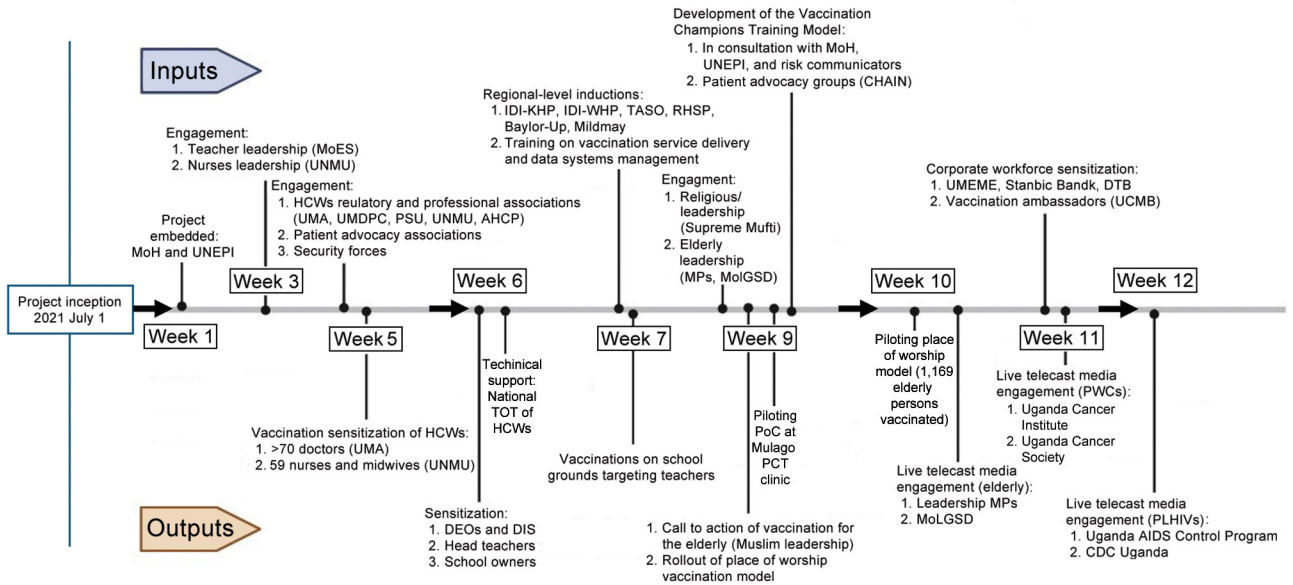 Inputs
Project inception
2021 July 1
Project
embedded:
MoH and UNEPI
Week 1
Engagement:
1. Teacher leadership (MoES)
2. Nurses leadership (UNMU)
Week 3
Engagement:
1. HCWs reulatory and professional associations
(UMA, UMDPC, PSU, UNMU, AHCP)
2. Patient advocacy associations
3. Security forces
Week 5
Vaccination sensitization of HCWs:
1. >70 doctors (UMA)
2. 59 nurses and midwives (UNMU)
Week 6
Techinical
support:
National
TOT of
HCWs
Sensitization:
1. DEOs and DIS
2. Head teachers
3. School owners
Regional-level inductions:
1. IDI-KHP, IDI-WHP, TASO, RHSP,
Baylor-Up, Mildmay
2. Training on vaccination service delivery
and data systems management
Week 7
Vaccinations on school
grounds targeting teachers
Engagment:
1. Religious/
leadership
(Supreme Mufti)
2. Elderly
leadership
(MPs, MolGSD)
Development of the Vaccination
Champions Training Model:
1. In consultation with MoH,
UNEPI, and risk communicators
2. Patient advocacy groups (CHAIN)
Week 9
Piloting
PoC at
Mulago
PCT
clinic
1. Call to action of vaccination for
the elderly (Muslim leadership)
2. Rollout of place of worship
vaccination model
Week 10
Piloting place
of worship
model (1,169
elderly
persons
vaccinated)
Live telecast media
engagement (elderly):
1. Leadership MPs
2. MoLGSD
Corporate workforce sensitization:
1. UMEME, Stanbic Bandk, DTB
2. Vaccination ambassadors (UCMB)
Week 11
Live telecast media
engagement (PWCs):
1. Uganda Cancer
Institute
2. Uganda Cancer
Society
Week 12
Live telecast media
engagement (PLHIVs):
1. Uganda AIDS Control Program
2. CDC Uganda
Outputs